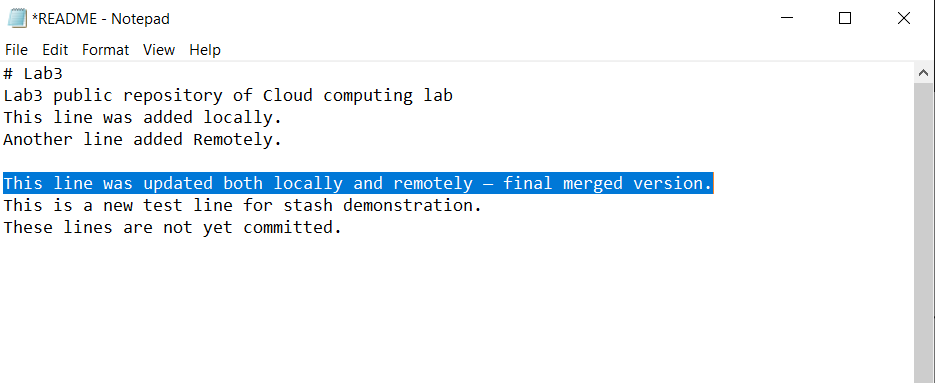 *README - Notepad
File Edit Format View Help
# Lab3
Lab3 public repository of Cloud computing lab
This line was added locally.
Another line added Remotely.
This line was updated both locally and remotely — final merged version.
This is a new test line for stash demonstration.
These lines are not yet committed.